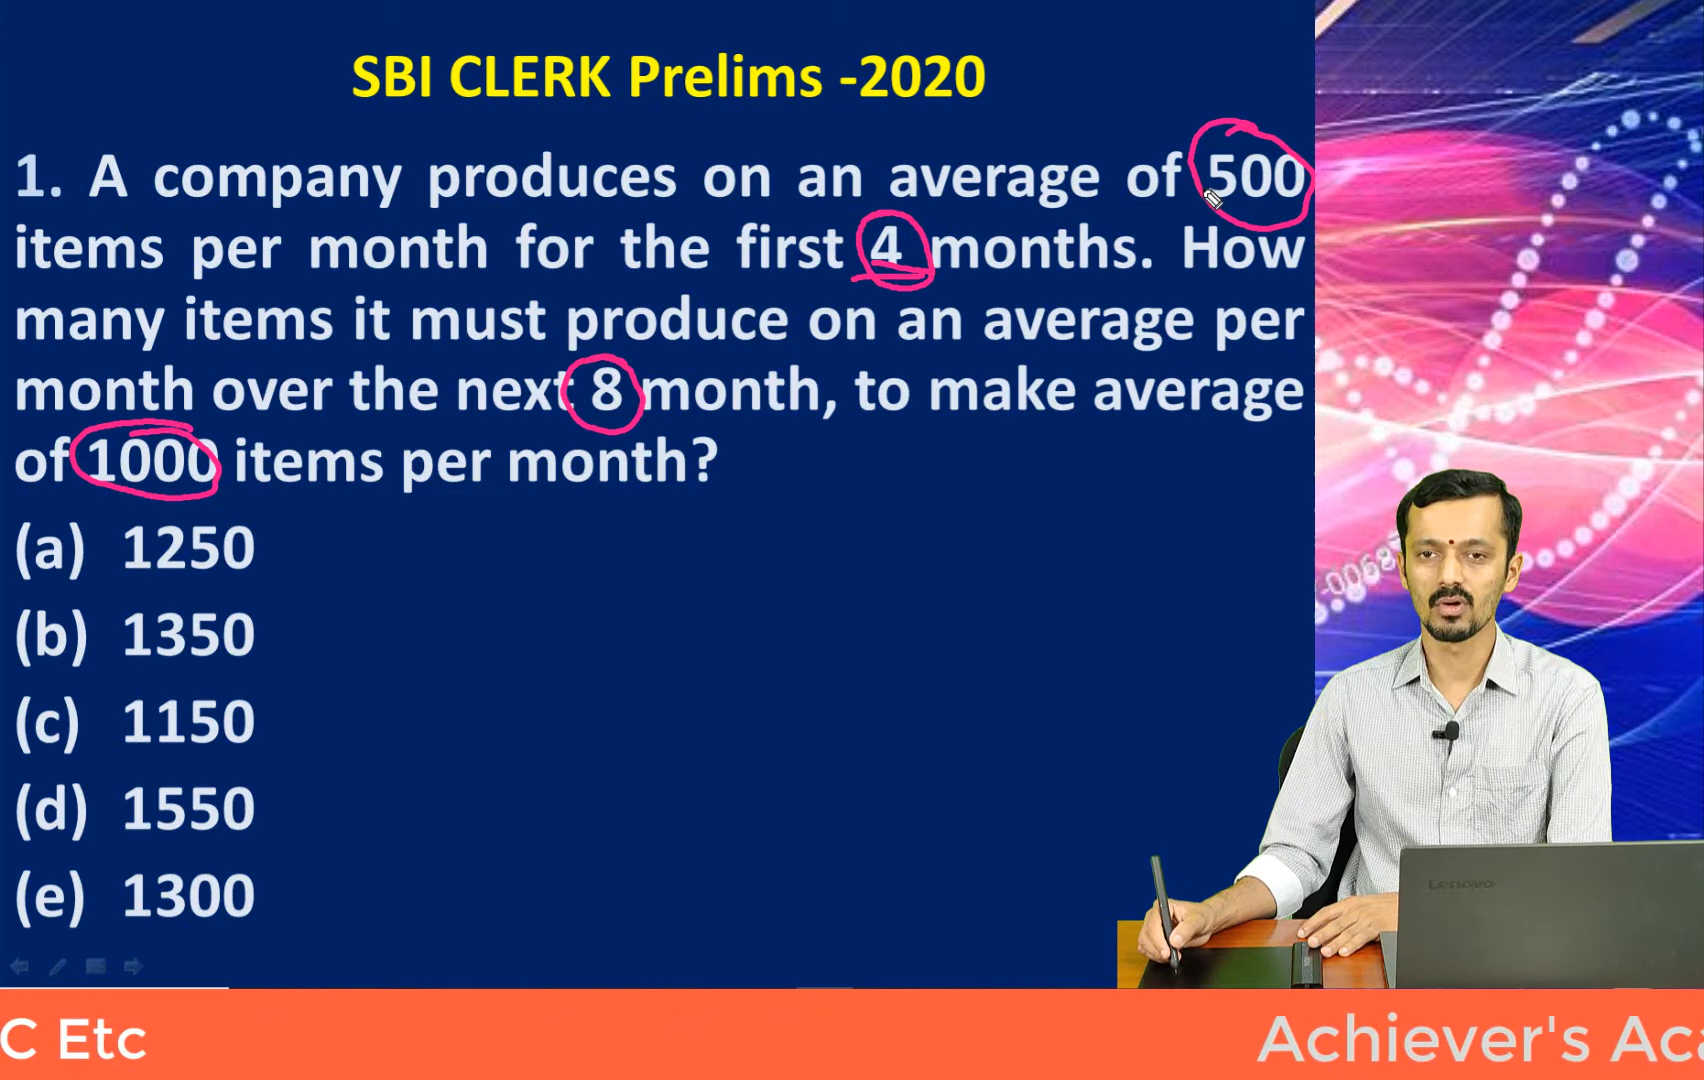 SBI CLERK Prelims -2020
1. A company produces on an average of 500
items per month for the first 4 months. How
many items it must produce on an average per
month over the next 8 month, to make average
of 1000 items per month?
(a) 1250
(b) 1350
(c) 1150
(d) 1550
(e) 1300
Lenovo
C Etc
Achiever's Aca